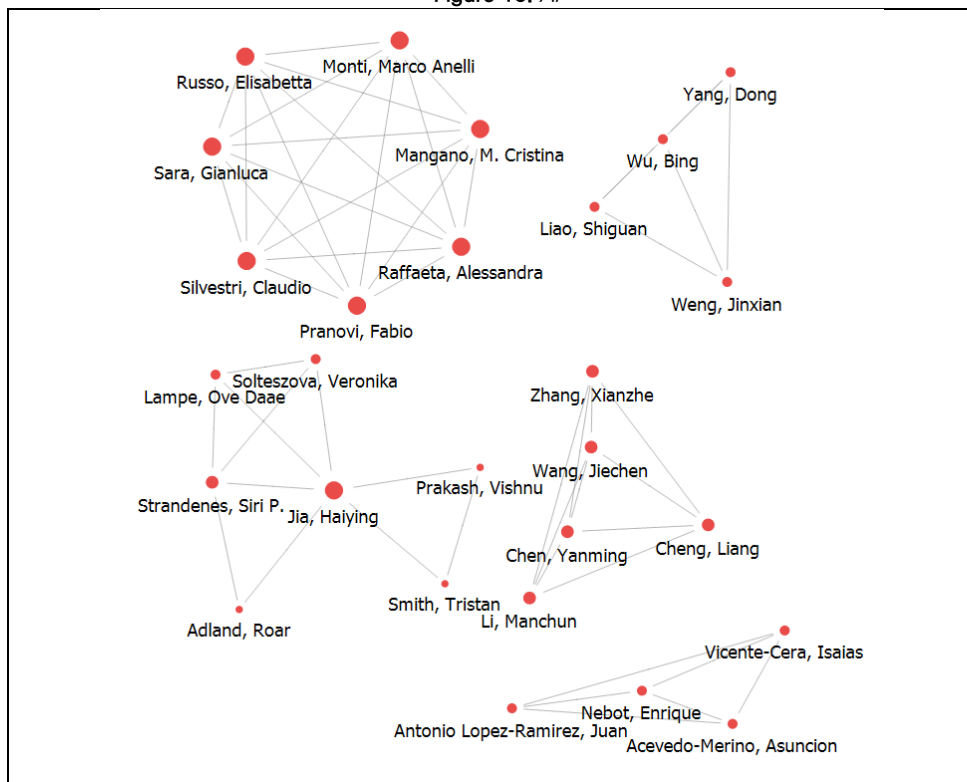 Monti, Marco Anelli
Russo, Elisabetta
Yang, Dong
Mangano, M. Cristina
Wu, Bing
Sara, Gianluca
Liao, Shiguan
Raffaeta, Alessandra
Silvestri, Claudio
Weng, Jinxian
Pranovi, Fabio
Solteszova, Veronika
Lampe, Ove Daae
Zhang, Xianzhe
Wang, Jiechen
Prakash, Vishnu
Strandenes, Siri P.
Jia, Haiying
Chen, Yanming
Cheng, Liang
Smith, Tristan
Li, Manchun
Adland, Roar
Vicente-Cera, Isaias
Nebot, Enrique
Antonio Lopez-Ramirez, Juan
Acevedo-Merino, Asuncion